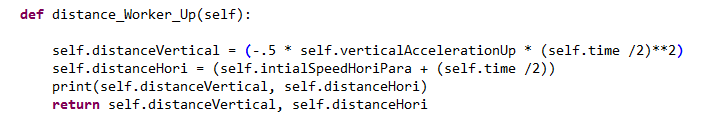 def distance_Worker_Up(self):
self.distanceVertical = (-.5 * self.verticalAccelerationUp * (self.time /2)**2)
self.distanceHori = (self.intialSpeedHoriPara + (self.time /2))
print(self.distanceVertical, self.distanceHori)
return self.distanceVertical, self.distanceHori